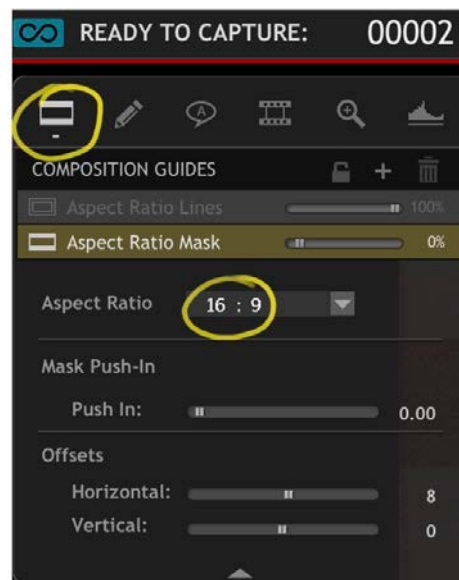 READY TO CAPTURE: 00002
A
COMPOSITION GUIDES
Aspect Ratio Lines 100%
Aspect Ratio Mask 0%
Aspect Ratio 16 : 9
Mask Push-In
Push In: 0.00
Offsets
Horizontal: 8
Vertical: 0